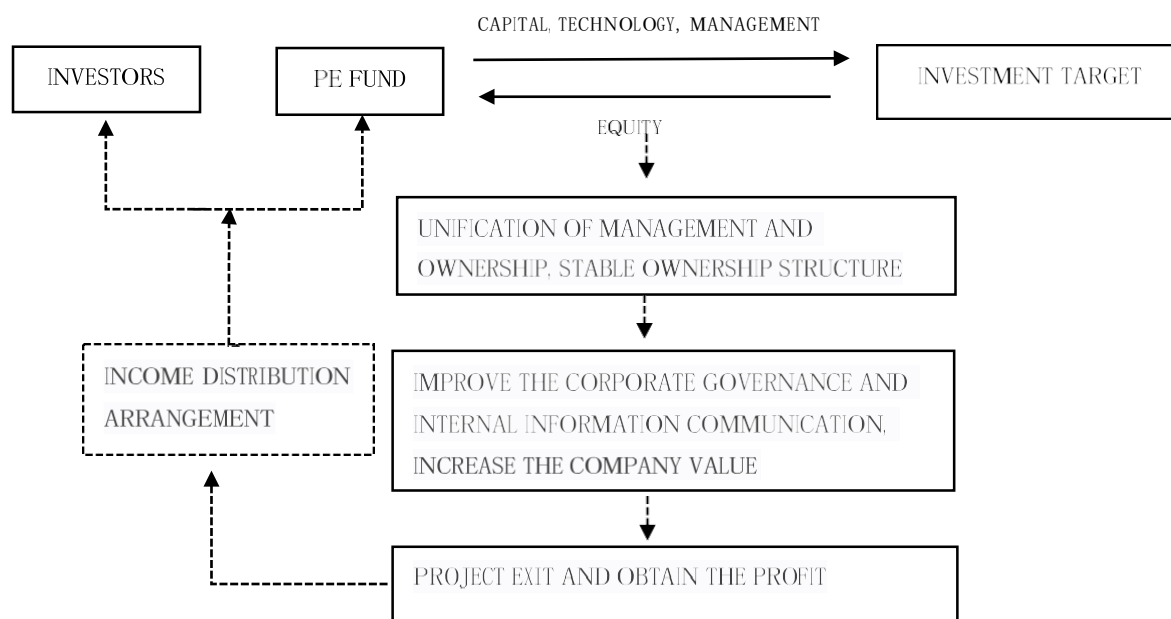 CAPITAL, TECHNOLOGY, MANAGEMENT
INVESTORS
PE FUND
INVESTMENT TARGET
EQUITY
UNIFICATION OF MANAGEMENT AND
OWNERSHIP, STABLE OWNERSHIP STRUCTURE
INCOME DISTRIBUTION
ARRANGEMENT
IMPROVE THE CORPORATE GOVERNANCE AND
INTERNAL INFORMATION COMMUNICATION,
INCREASE THE COMPANY VALUE
PROJECT EXIT AND OBTAIN THE PROFIT